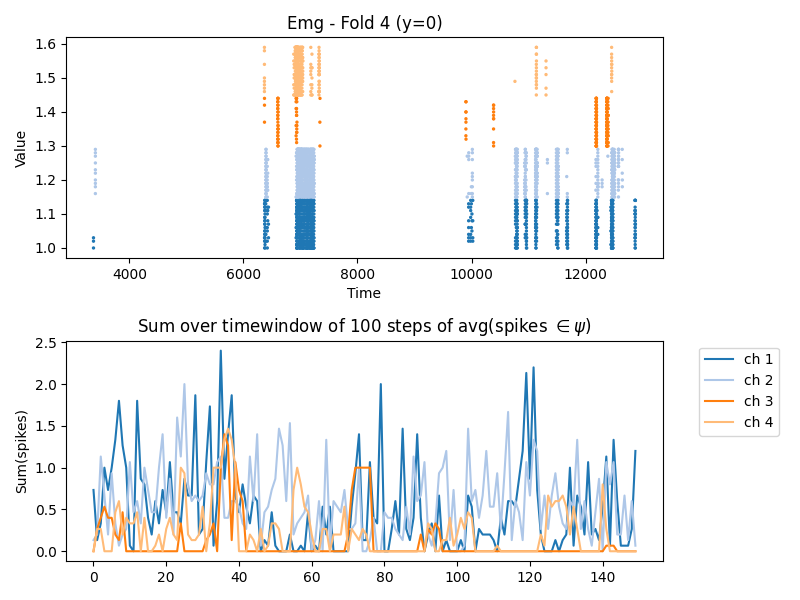 Emg - Fold 4 (y=0)
1.6
1.5
1.4
1.3
1.2
1.1
1.0
Value
4000 6000 8000 10000 12000
Time
Sum over timewindow of 100 steps of avg(spikes ∈ ψ)
2.5
2.0
1.5
1.0
0.5
0.0
Sum(spikes)
0 20 40 60 80 100 120 140
ch 1
ch 2
ch 3
ch 4